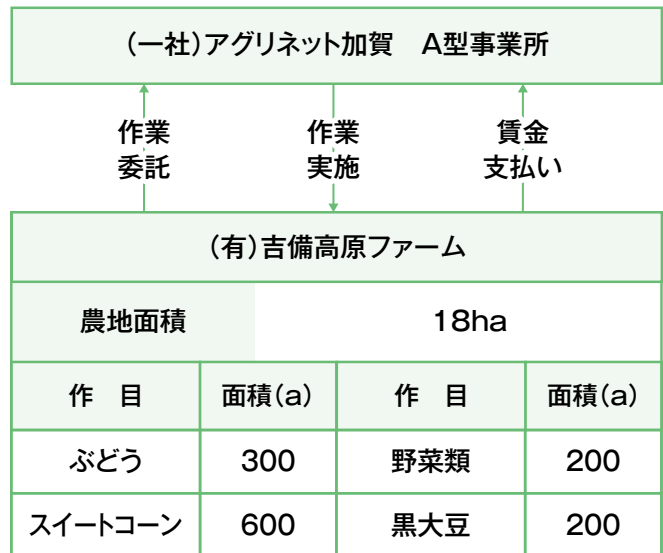 （一社）アグリネット加賀　A型事業所
作業委託
作業実施
賃金支払い
（有）吉備高原ファーム
農地面積 18ha
作　目 面積（a） 作　目 面積（a）
ぶどう 300 野菜類 200
スイートコーン 600 黒大豆 200